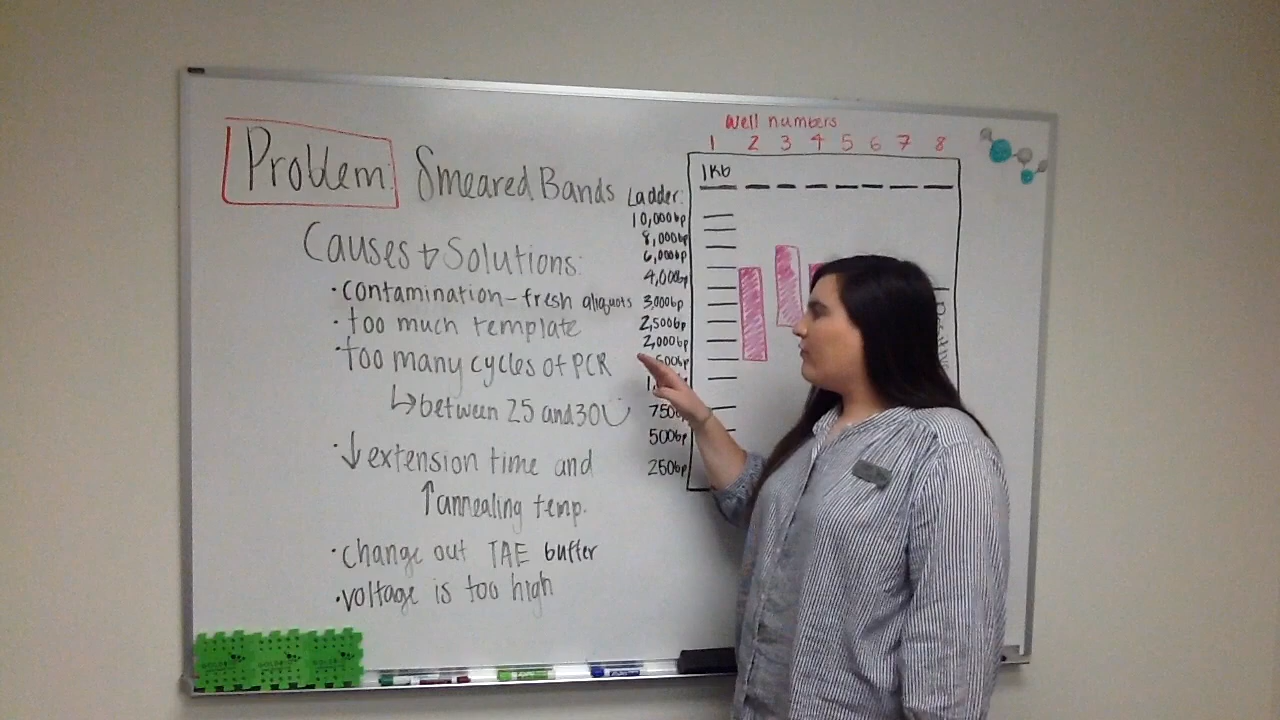 Problem: Smeared Bands
Causes & Solutions:
· contamination - fresh aliquots
· too much template
· too many cycles of PCR
↳ between 25 and 30
· ↓ extension time and
↑ annealing temp.
· change out TAE buffer
· voltage is too high
Well numbers
1 2 3 4 5 6 7 8
1Kb
Ladder:
10,000bp
8,000bp
6,000bp
4,000bp
3,000bp
2,500bp
2,000bp
500bp
1,
750
500bp
250bp